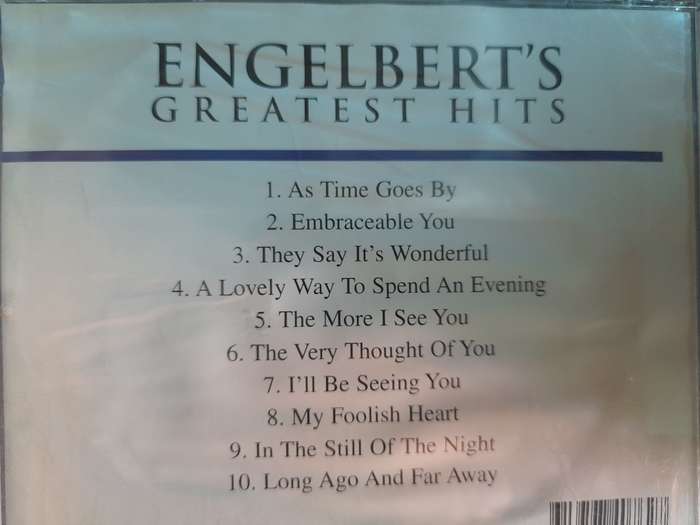 ENGELBERT'S
GREATEST HITS
1. As Time Goes By
2. Embraceable You
3. They Say It's Wonderful
4. A Lovely Way To Spend An Evening
5. The More I See You
6. The Very Thought Of You
7. I'll Be Seeing You
8. My Foolish Heart
9. In The Still Of The Night
10. Long Ago And Far Away